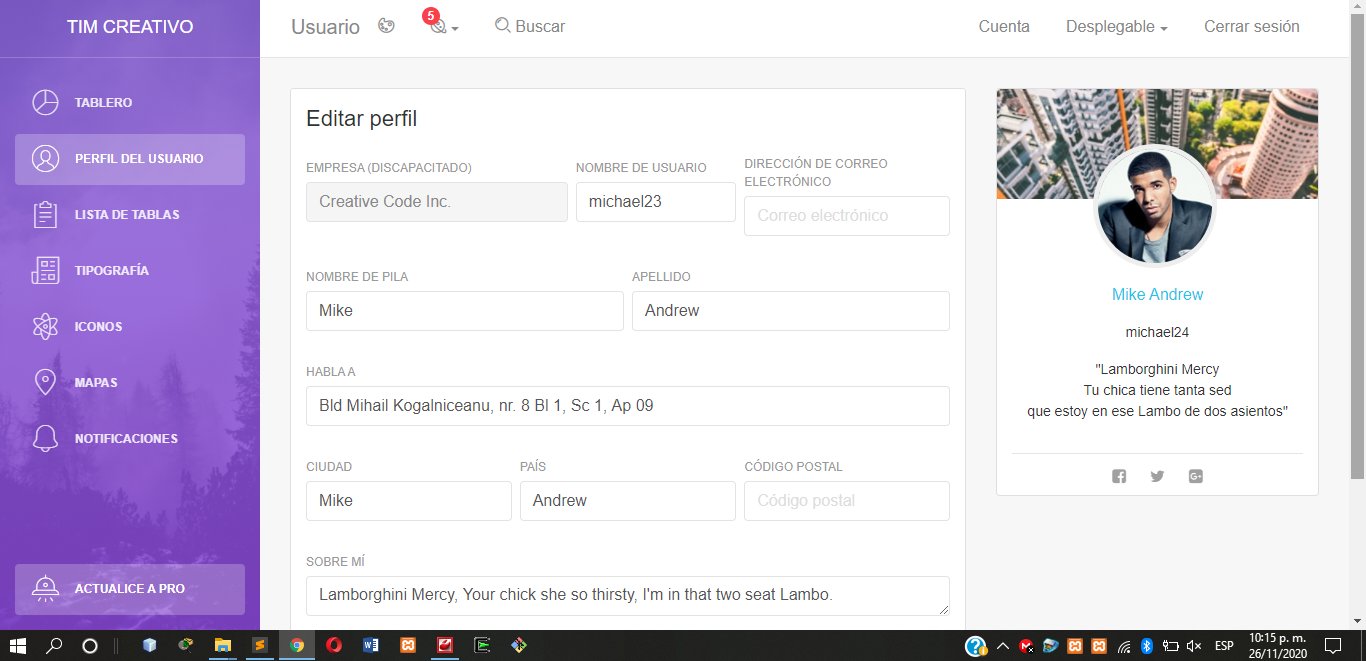 TIM CREATIVO
Usuario
5
Buscar
Cuenta
Desplegable
Cerrar sesión
TABLERO
PERFIL DEL USUARIO
LISTA DE TABLAS
TIPOGRAFÍA
ICONOS
MAPAS
NOTIFICACIONES
ACTUALICE A PRO
Editar perfil
EMPRESA (DISCAPACITADO)
Creative Code Inc.
NOMBRE DE USUARIO
michael23
DIRECCIÓN DE CORREO
ELECTRÓNICO
Correo electrónico
NOMBRE DE PILA
Mike
APELLIDO
Andrew
HABLA A
Bld Mihail Kogalniceanu, nr. 8 Bl 1, Sc 1, Ap 09
CIUDAD
Mike
PAÍS
Andrew
CÓDIGO POSTAL
Código postal
SOBRE MÍ
Lamborghini Mercy, Your chick she so thirsty, I'm in that two seat Lambo.
Mike Andrew
michael24
"Lamborghini Mercy
Tu chica tiene tanta sed
que estoy en ese Lambo de dos asientos"
ESP
10:15 p. m.
26/11/2020